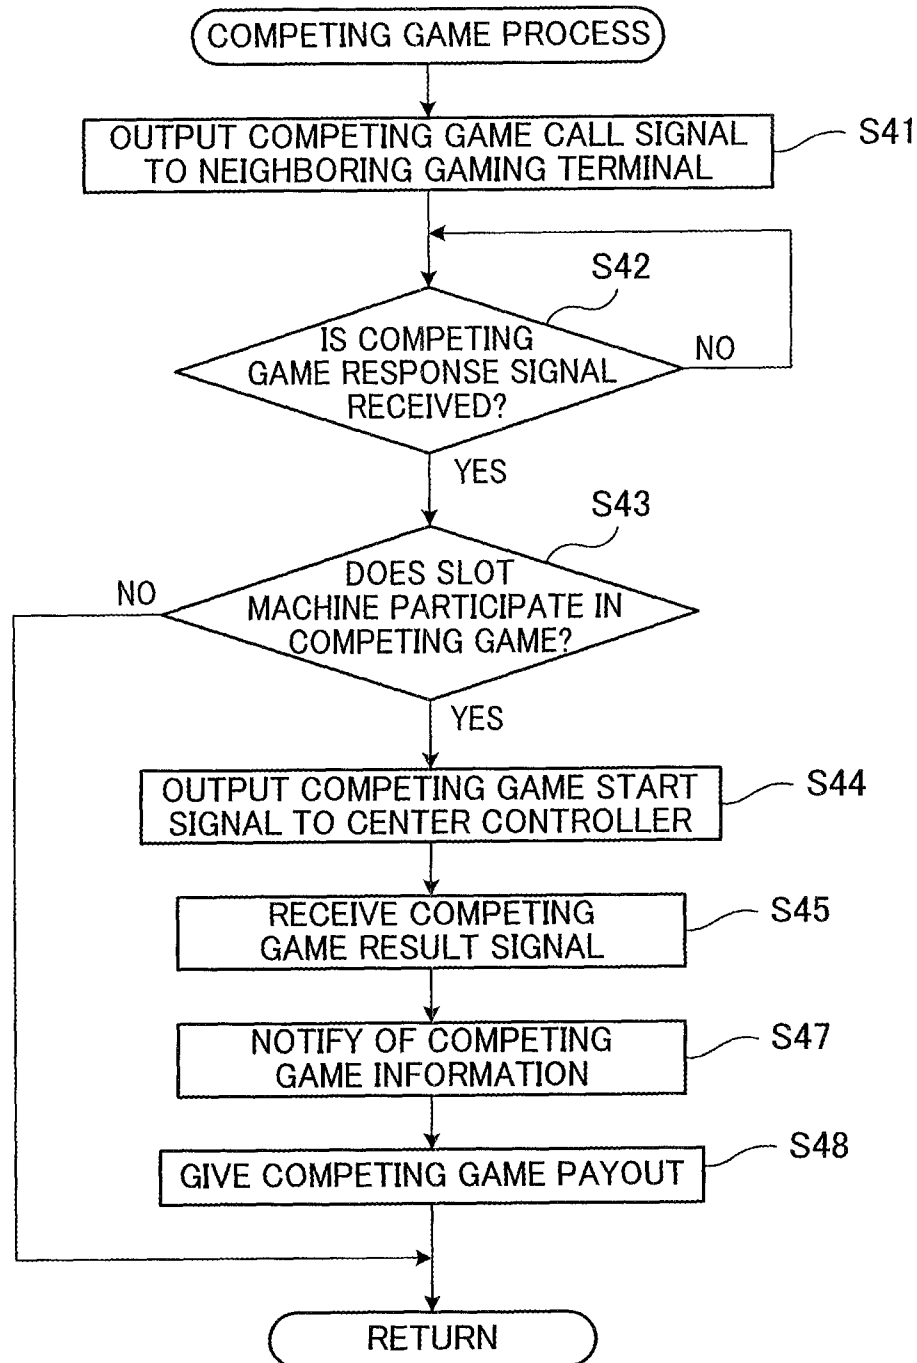 COMPETING GAME PROCESS
OUTPUT COMPETING GAME CALL SIGNAL
TO NEIGHBORING GAMING TERMINAL
S41
S42
IS COMPETING
GAME RESPONSE SIGNAL
RECEIVED?
NO
YES
S43
DOES SLOT
MACHINE PARTICIPATE IN
COMPETING GAME?
NO
YES
OUTPUT COMPETING GAME START
SIGNAL TO CENTER CONTROLLER
S44
RECEIVE COMPETING
GAME RESULT SIGNAL
S45
NOTIFY OF COMPETING
GAME INFORMATION
S47
GIVE COMPETING GAME PAYOUT
S48
RETURN